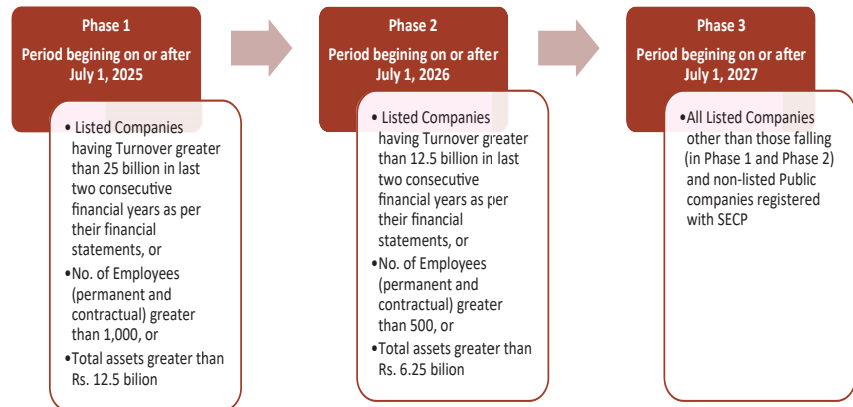 Phase 1
Period begining on or after
July 1, 2025
• Listed Companies
having Turnover greater
than 25 billion in last
two consecutive
financial years as per
their financial
statements, or
•No. of Employees
(permanent and
contractual) greater
than 1,000, or
•Total assets greater than
Rs. 12.5 bilion
Phase 2
Period begining on or after
July 1, 2026
• Listed Companies
having Turnover greater
than 12.5 billion in last
two consecutive
financial years as per
their financial
statements, or
•No. of Employees
(permanent and
contractual) greater
than 500, or
•Total assets greater than
Rs. 6.25 bilion
Phase 3
Period begining on or after
July 1, 2027
•All Listed Companies
other than those falling
(in Phase 1 and Phase 2)
and non-listed Public
companies registered
with SECP